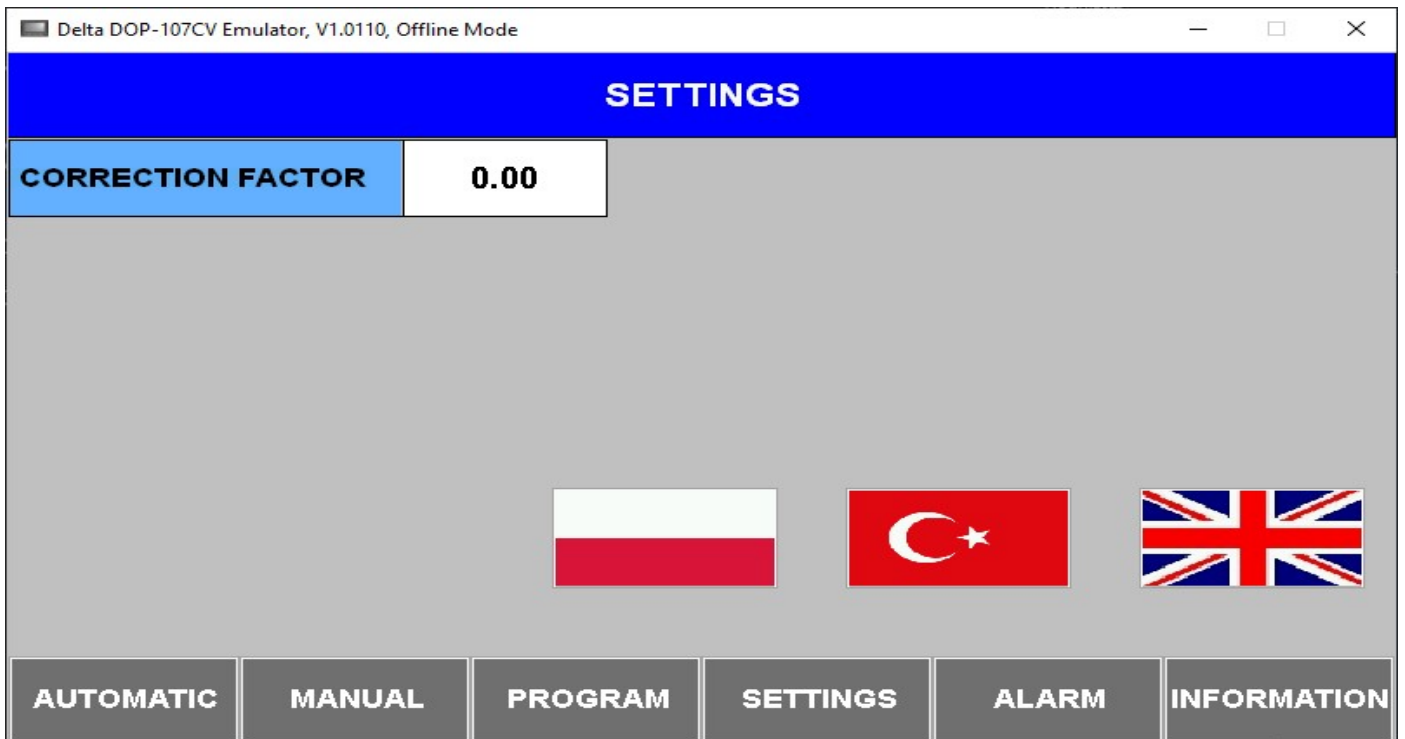 Delta DOP-107CV Emulator, V1.0110, Offline Mode
SETTINGS
CORRECTION FACTOR 0.00
AUTOMATIC MANUAL PROGRAM SETTINGS ALARM INFORMATION